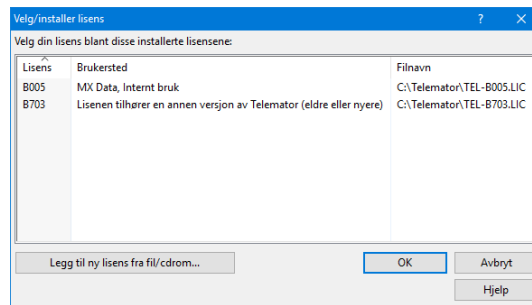 Velg/installer lisens
Velg din lisens blant disse installerte lisensene:
Lisens Brukersted Filnavn
B005 MX Data, Internt bruk C:\Telemator\TEL-B005.LIC
B703 Lisenen tilhører en annen versjon av Telemator (eldre eller nyere) C:\Telemator\TEL-B703.LIC
Legg til ny lisens fra fil/cdrom... OK Avbryt
Hjelp